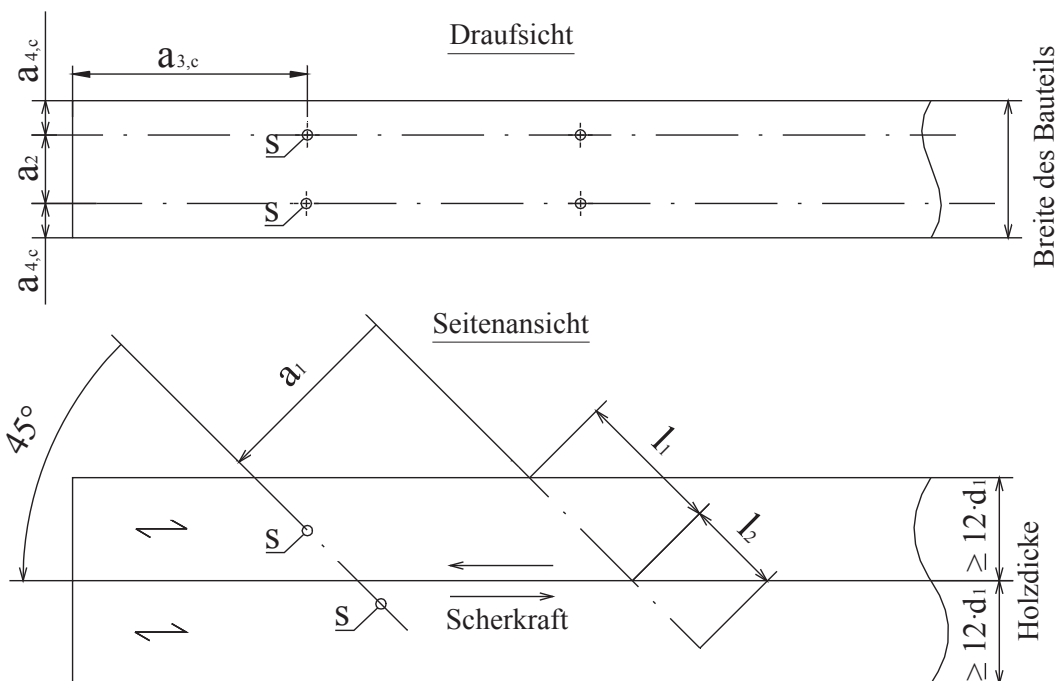 Draufsicht
a4,c
a3,c
a2
a4,c
S
S
Breite des Bauteils
Seitenansicht
45°
a1
l1
l2
S
S
Scherkraft
≥ 12·d1
≥ 12·d1
Holzdicke